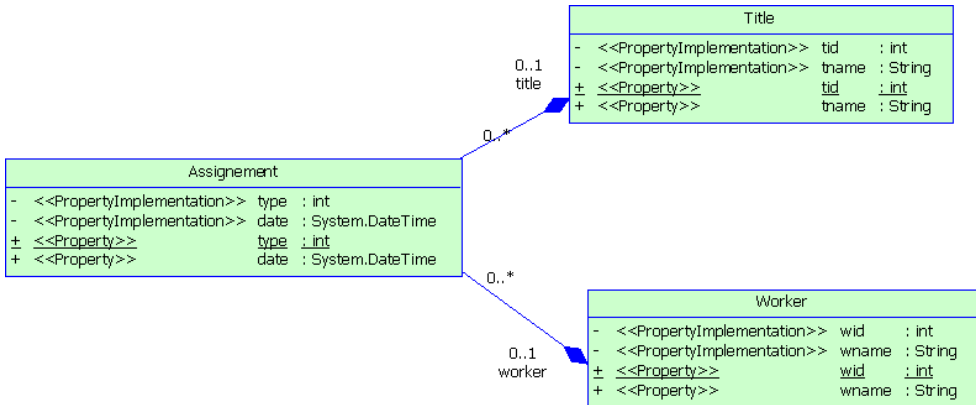 Title
- <<PropertyImplementation>> tid : int
- <<PropertyImplementation>> tname : String
+ <<Property>> tid : int
+ <<Property>> tname : String
0..1
title
0..*
Assignement
- <<PropertyImplementation>> type : int
- <<PropertyImplementation>> date : System.DateTime
+ <<Property>> type : int
+ <<Property>> date : System.DateTime
0..*
0..1
worker
Worker
- <<PropertyImplementation>> wid : int
- <<PropertyImplementation>> wname : String
+ <<Property>> wid : int
+ <<Property>> wname : String